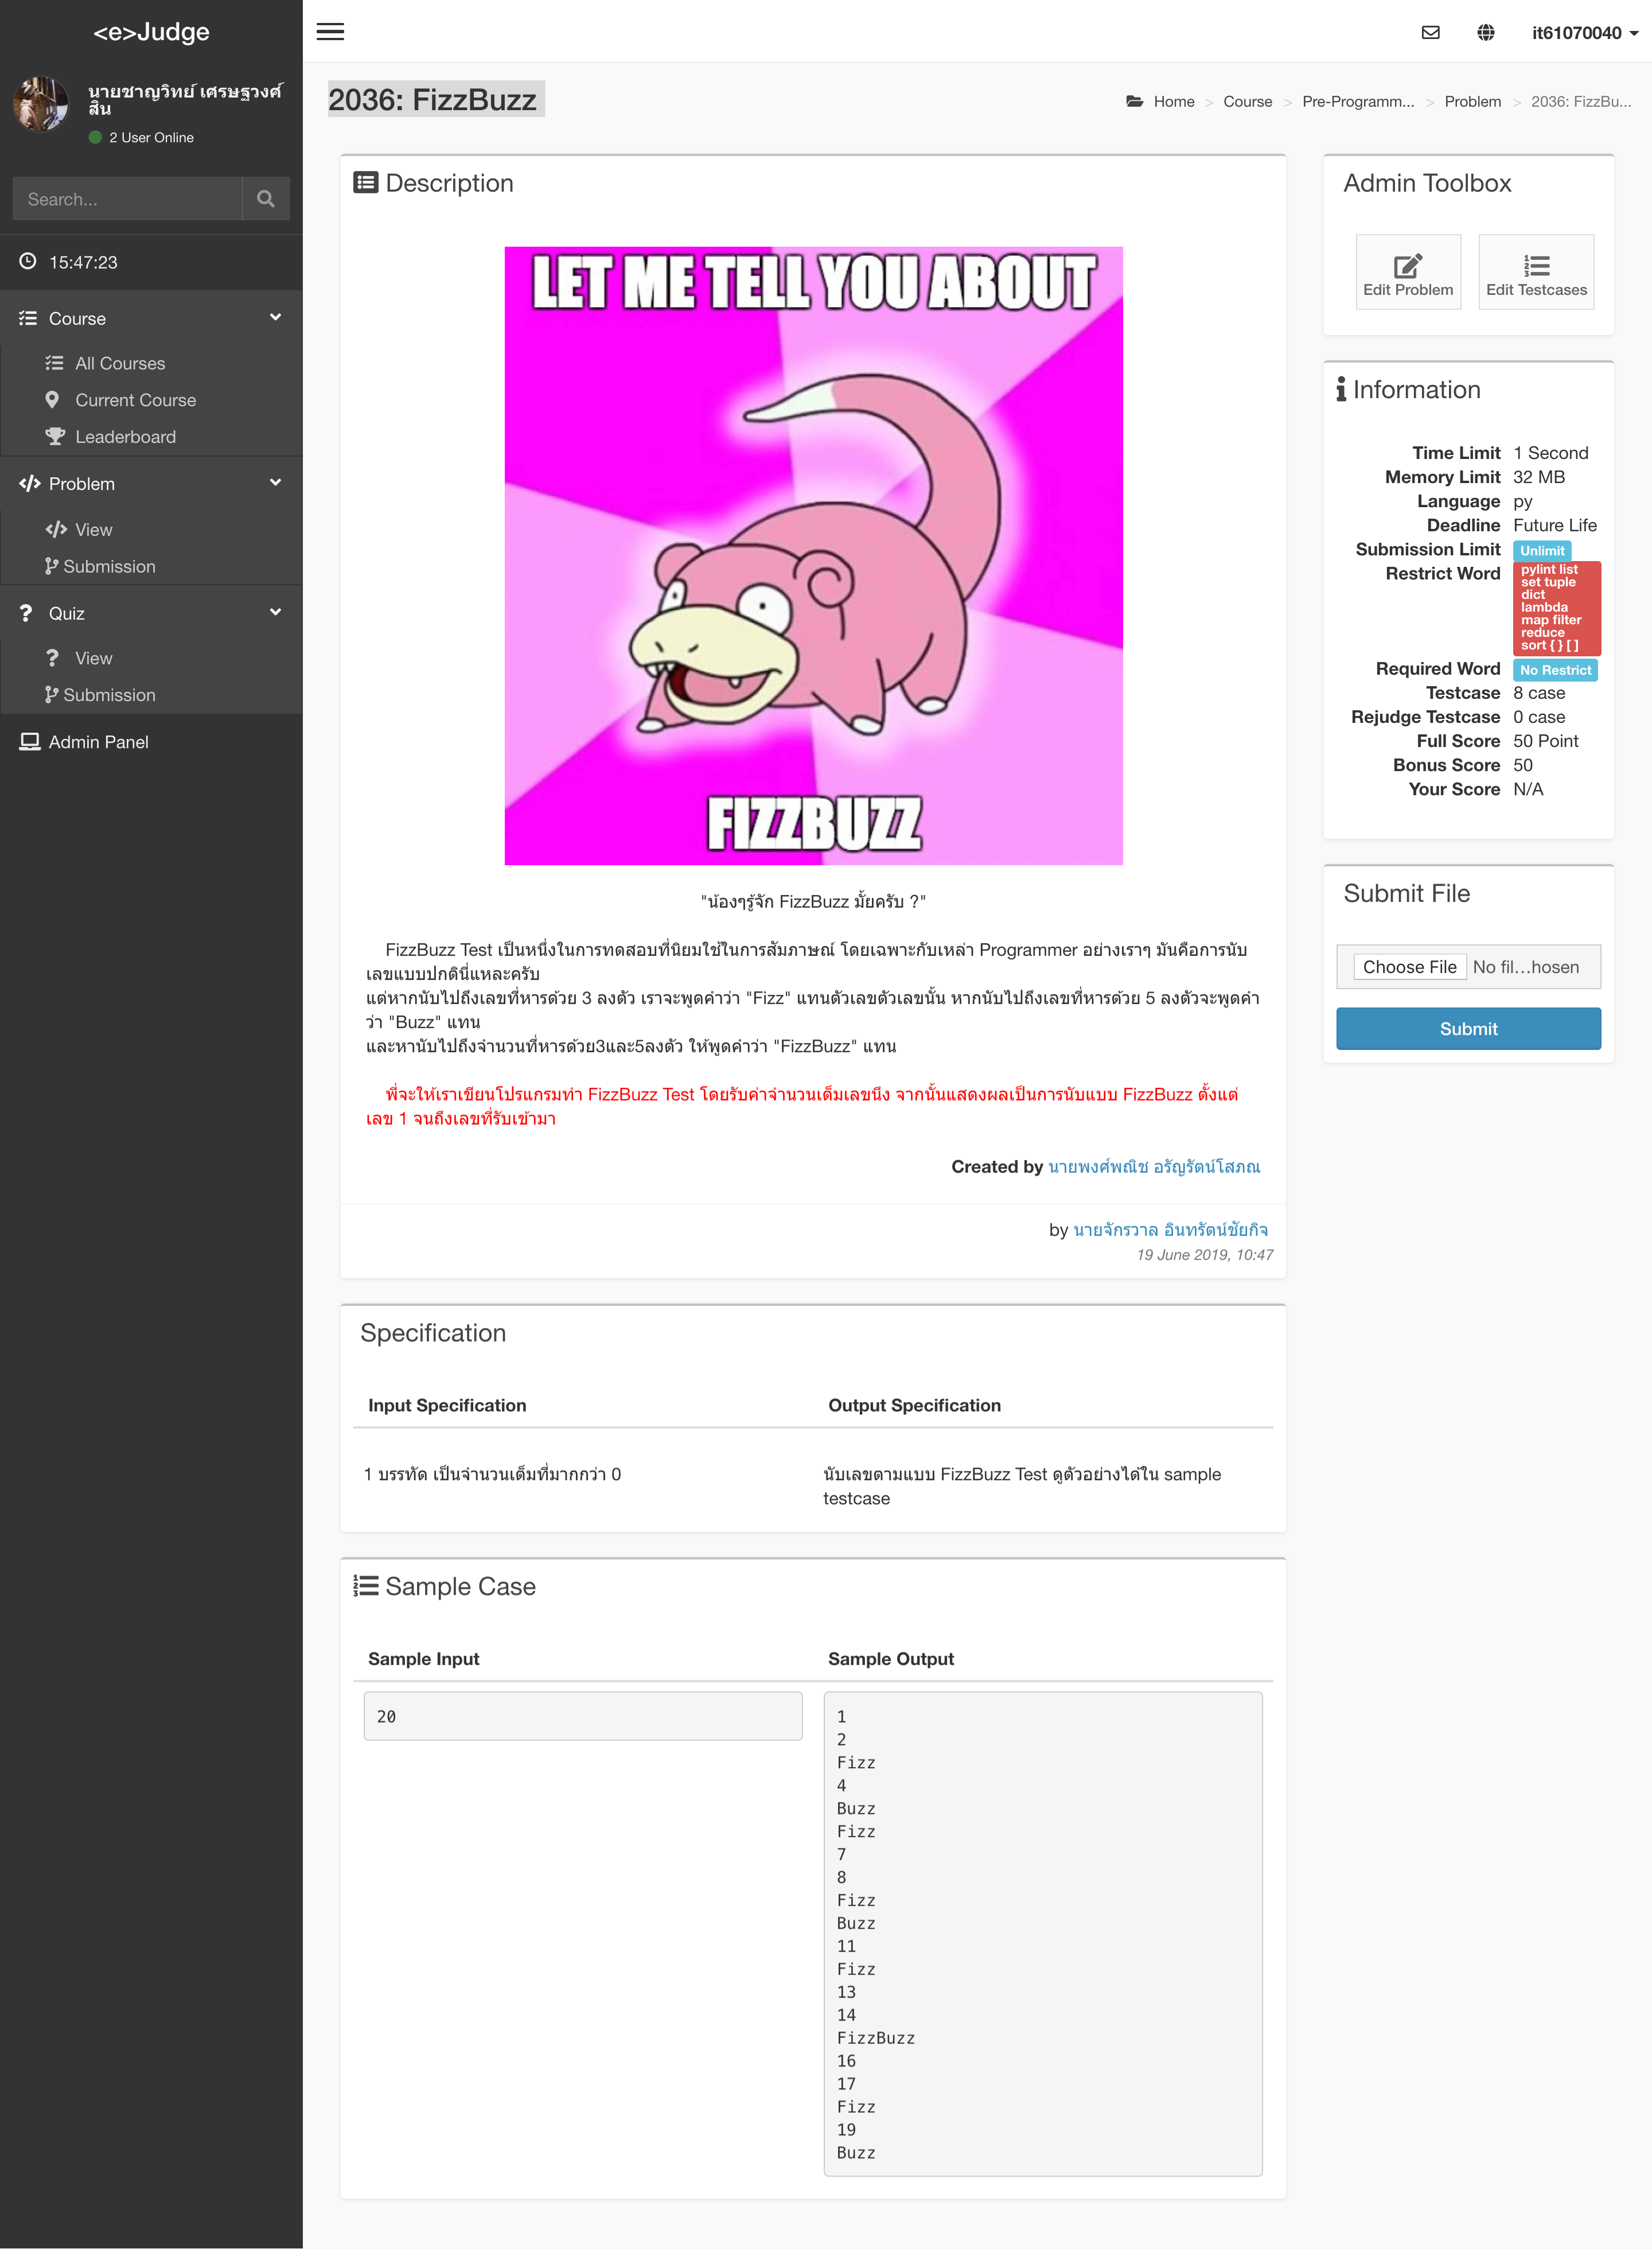 <e>Judge
it61070040
นายชาญวิทย์ เศรษฐวงศ์
สิน
2 User Online
Search...
15:47:23
Course
All Courses
Current Course
Leaderboard
Problem
View
Submission
Quiz
View
Submission
Admin Panel
2036: FizzBuzz
Home > Course > Pre-Programm... > Problem > 2036: FizzBu...
Description
LET ME TELL YOU ABOUT
FIZZBUZZ
"น้องๆรู้จัก FizzBuzz มั้ยครับ ?"
FizzBuzz Test เป็นหนึ่งในการทดสอบที่นิยมใช้ในการสัมภาษณ์ โดยเฉพาะกับเหล่า Programmer อย่างเราๆ มันคือการนับ
เลขแบบปกตินี่แหละครับ
แต่หากนับไปถึงเลขที่หารด้วย 3 ลงตัว เราจะพูดคำว่า "Fizz" แทนตัวเลขตัวเลขนั้น หากนับไปถึงเลขที่หารด้วย 5 ลงตัวจะพูดคำ
ว่า "Buzz" แทน
และหานับไปถึงจำนวนที่หารด้วย3และ5ลงตัว ให้พูดคำว่า "FizzBuzz" แทน
พี่จะให้เราเขียนโปรแกรมทำ FizzBuzz Test โดยรับค่าจำนวนเต็มเลขนึง จากนั้นแสดงผลเป็นการนับแบบ FizzBuzz ตั้งแต่
เลข 1 จนถึงเลขที่รับเข้ามา
Created by นายพงศ์พณิช อรัญรัตน์โสภณ
by นายจักรวาล อินทรัตน์ชัยกิจ
19 June 2019, 10:47
Specification
Input Specification
Output Specification
1 บรรทัด เป็นจำนวนเต็มที่มากกว่า 0
นับเลขตามแบบ FizzBuzz Test ดูตัวอย่างได้ใน sample
testcase
Sample Case
Sample Input
Sample Output
20
1
2
Fizz
4
Buzz
Fizz
7
8
Fizz
Buzz
11
Fizz
13
14
FizzBuzz
16
17
Fizz
19
Buzz
Admin Toolbox
Edit Problem
Edit Testcases
Information
Time Limit 1 Second
Memory Limit 32 MB
Language py
Deadline Future Life
Submission Limit Unlimit
Restrict Word pylint list
set tuple
dict
lambda
map filter
reduce
sort { } [ ]
Required Word No Restrict
Testcase 8 case
Rejudge Testcase 0 case
Full Score 50 Point
Bonus Score 50
Your Score N/A
Submit File
Choose File No fil...hosen
Submit